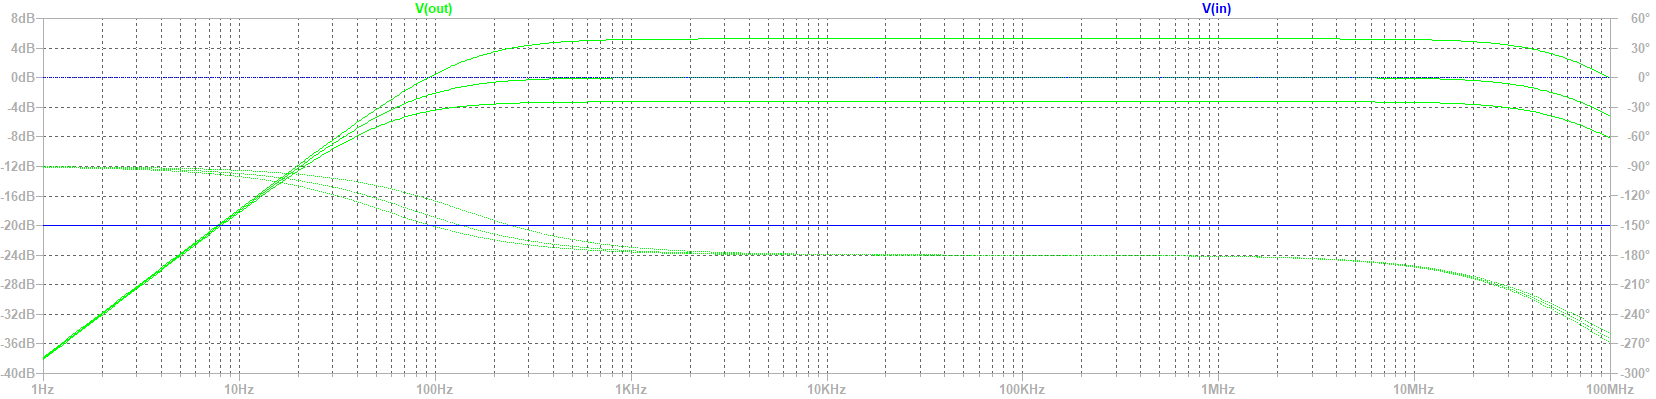 V(out) V(in)
8dB 60°
4dB 30°
0dB 0°
-4dB -30°
-8dB -60°
-12dB -90°
-16dB -120°
-20dB -150°
-24dB -180°
-28dB -210°
-32dB -240°
-36dB -270°
-40dB -300°
1Hz 10Hz 100Hz 1KHz 10KHz 100KHz 1MHz 10MHz 100MHz